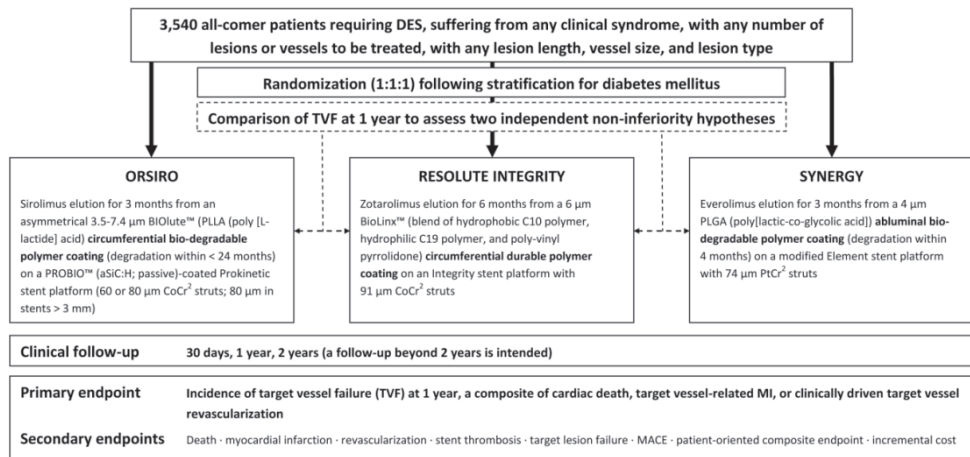 3,540 all-comer patients requiring DES, suffering from any clinical syndrome, with any number of
lesions or vessels to be treated, with any lesion length, vessel size, and lesion type
Randomization (1:1:1) following stratification for diabetes mellitus
Comparison of TVF at 1 year to assess two independent non-inferiority hypotheses
ORSIRO
Sirolimus elution for 3 months from an
asymmetrical 3.5-7.4 µm BIOlute™ (PLLA (poly [L-
lactide] acid) circumferential bio-degradable
polymer coating (degradation within < 24 months)
on a PROBIO™ (aSiC:H; passive)-coated Prokinetic
stent platform (60 or 80 µm CoCr² struts; 80 µm in
stents > 3 mm)
RESOLUTE INTEGRITY
Zotarolimus elution for 6 months from a 6 µm
BioLinx™ (blend of hydrophobic C10 polymer,
hydrophilic C19 polymer, and poly-vinyl
pyrrolidone) circumferential durable polymer
coating on an Integrity stent platform with
91 µm CoCr² struts
SYNERGY
Everolimus elution for 3 months from a 4 µm
PLGA (poly[lactic-co-glycolic acid]) abluminal bio-
degradable polymer coating (degradation within
4 months) on a modified Element stent platform
with 74 µm PtCr² struts
Clinical follow-up 30 days, 1 year, 2 years (a follow-up beyond 2 years is intended)
Primary endpoint Incidence of target vessel failure (TVF) at 1 year, a composite of cardiac death, target vessel-related MI, or clinically driven target vessel
revascularization
Secondary endpoints Death · myocardial infarction · revascularization · stent thrombosis · target lesion failure · MACE · patient-oriented composite endpoint · incremental cost